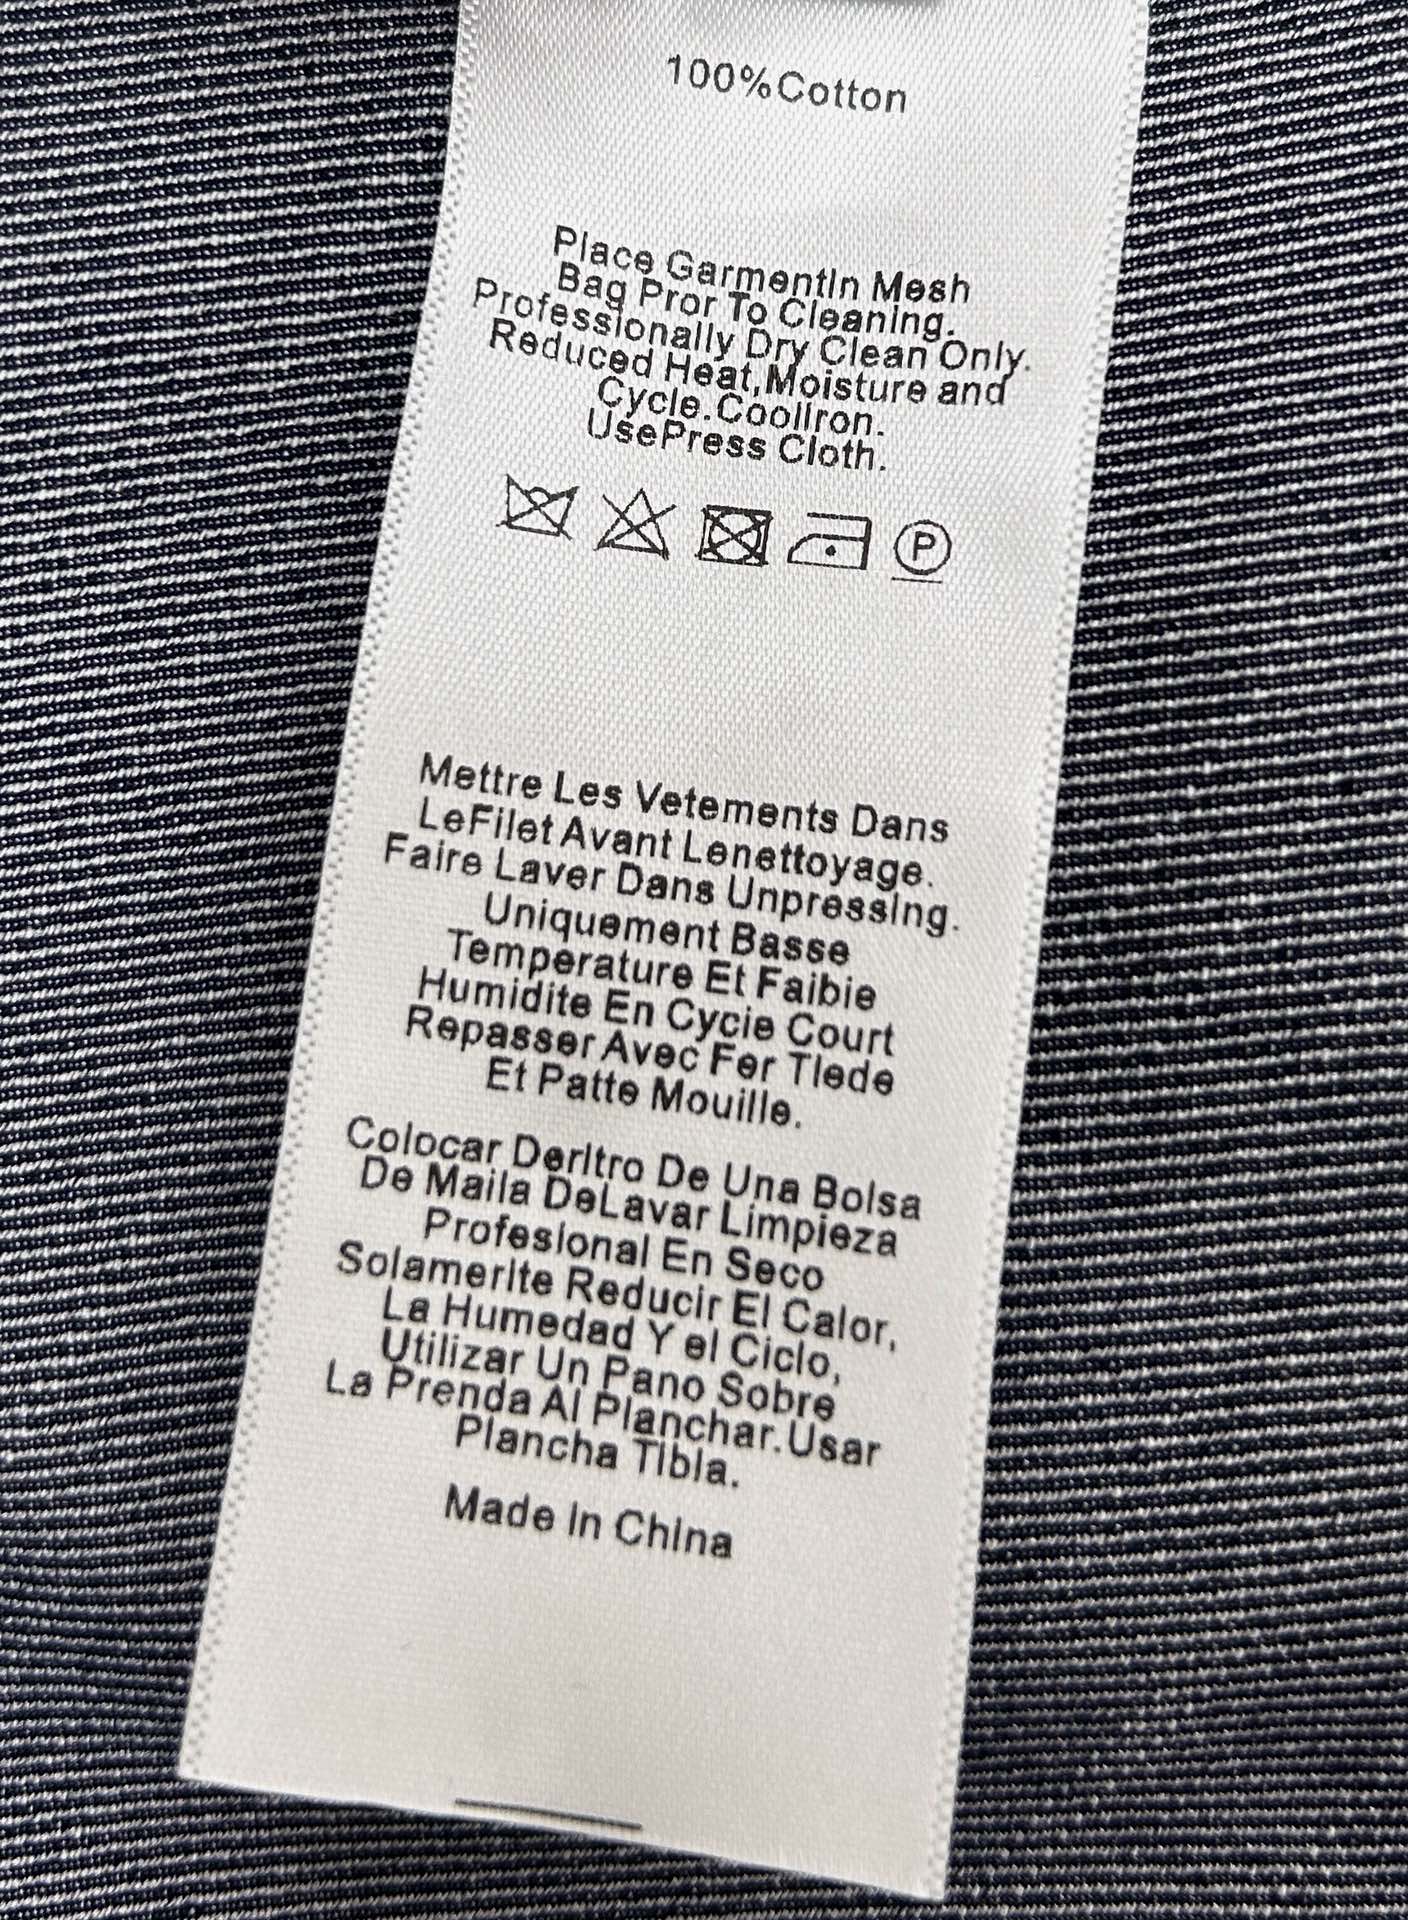 100%Cotton
Place GarmentIn Mesh
Bag Pror To CleanIng.
ProfessIonally Dry Clean Only.
Reduced Heat,Moisture and
Cycle.CoolIron.
UsePress Cloth.
P
Mettre Les Vetements Dans
LeFilet Avant Lenettoyage.
Faire Laver Dans UnpressIng.
Uniquement Basse
Temperature Et Faibie
Humidite En Cycie Court
Repasser Avec Fer TIede
Et Patte Mouille.
Colocar DerItro De Una Bolsa
De Maila DeLavar LImpieza
ProfesIonal En Seco
SolamerIte Reducir El Calor,
La Humedad Y el CIclo,
Utilizar Un Pano Sobre
La Prenda Al Planchar.Usar
Plancha TIbIa.
Made In ChIna